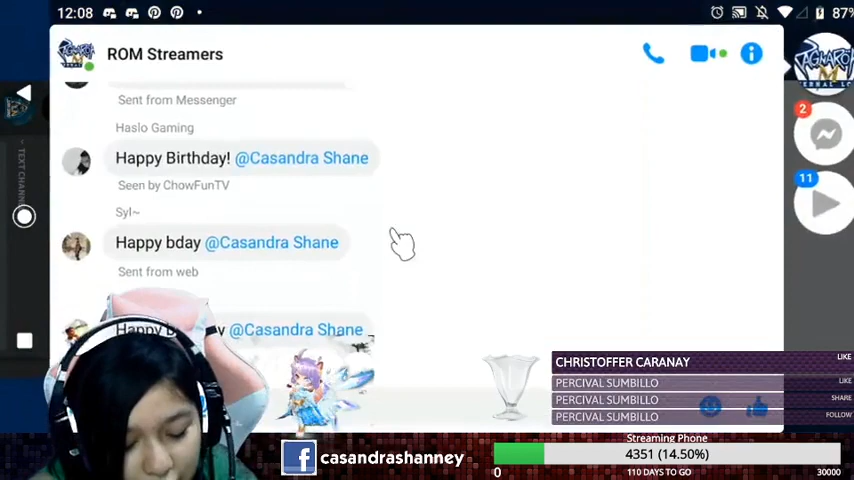 12:08
87%
ROM Streamers
Sent from Messenger
Haslo Gaming
Happy Birthday! @Casandra Shane
Seen by ChowFunTV
Syl~
Happy bday @Casandra Shane
Sent from web
@Casandra Shane
2
11
CHRISTOFFER CARANAY LIKE
PERCIVAL SUMBILLO LIKE
PERCIVAL SUMBILLO SHARE
PERCIVAL SUMBILLO FOLLOW
casandrashanney
Streaming Phone
4351 (14.50%)
0 110 DAYS TO GO 30000